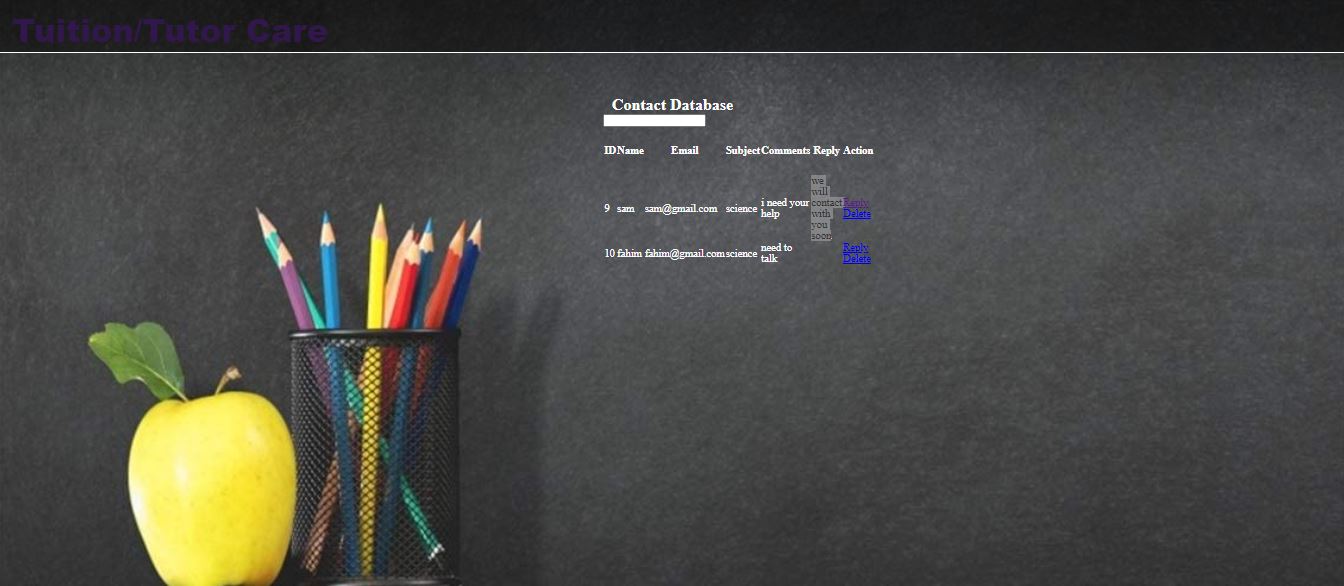 Tuition/Tutor Care
Contact Database
ID Name Email Subject Comments Reply Action
9 sam sam@gmail.com science i need your help we will contact with you soon Reply Delete
10 fahim fahim@gmail.com science need to talk Reply Delete